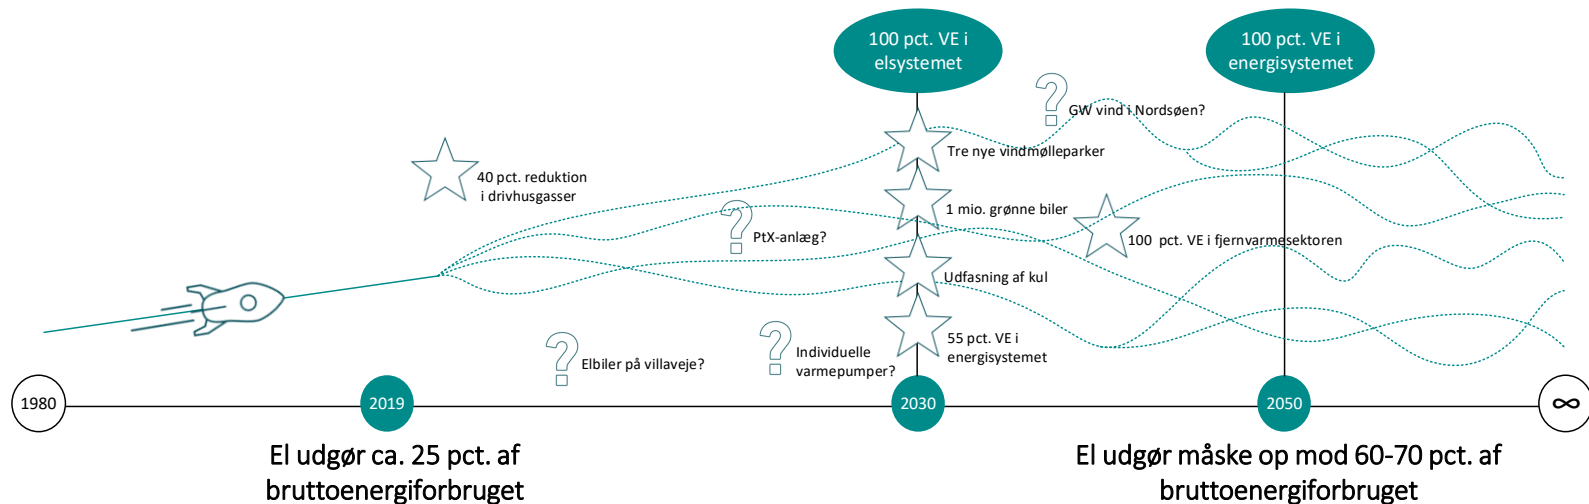 100 pct. VE i
elsystemet
100 pct. VE i
energisystemet
?
GW vind i Nordsøen?
Tre nye vindmølleparker
40 pct. reduktion
i drivhusgasser
1 mio. grønne biler
?
PtX-anlæg?
100 pct. VE i fjernvarmesektoren
Udfasning af kul
?
Elbiler på villaveje?
?
Individuelle
varmepumper?
55 pct. VE i
energisystemet
1980
2019
2030
2050
∞
El udgør ca. 25 pct. af
bruttoenergiforbruget
El udgør måske op mod 60-70 pct. af
bruttoenergiforbruget